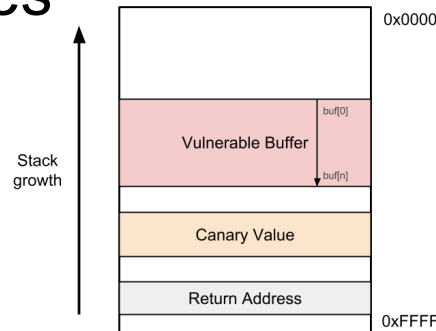 0x0000
buf[0]
Vulnerable Buffer
Stack
growth
buf[n]
Canary Value
Return Address
0xFFFF